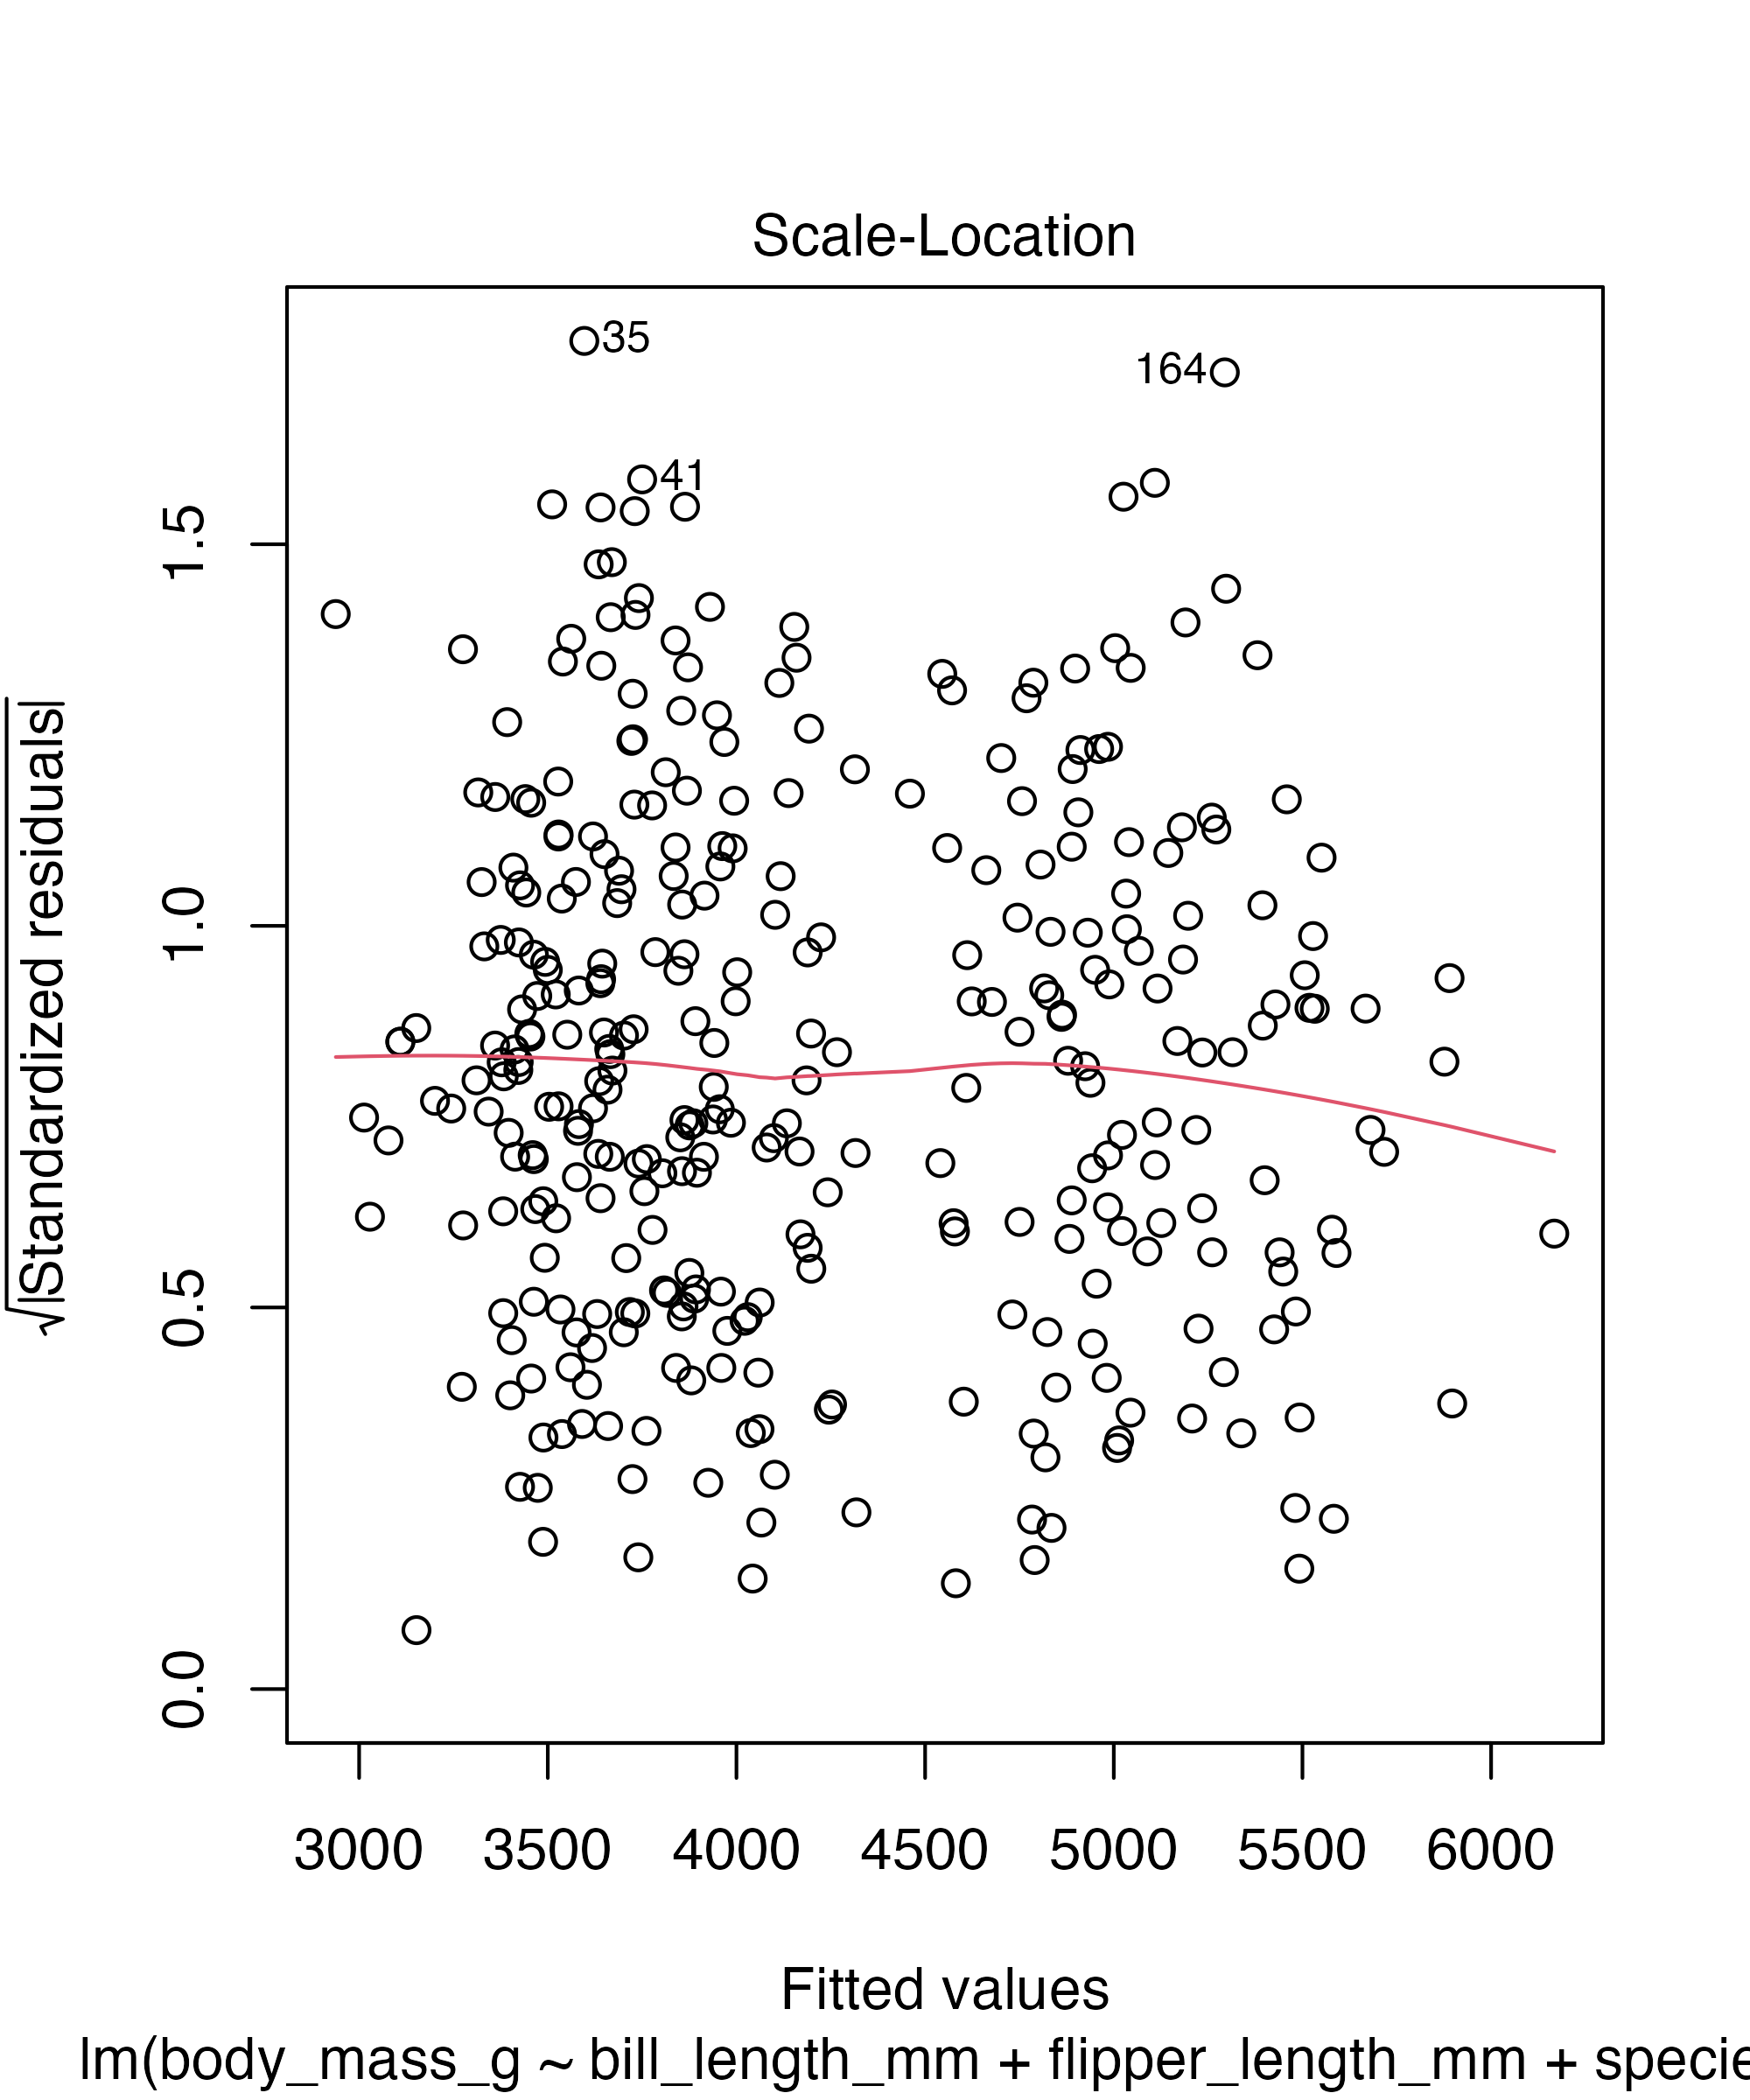 Scale-Location
35
164
41
√|Standardized residuals|
1.5
1.0
0.5
0.0
3000 3500 4000 4500 5000 5500 6000
Fitted values
lm(body_mass_g ~ bill_length_mm + flipper_length_mm + specie